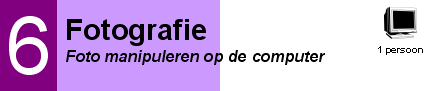 6
Fotografie
Foto manipuleren op de computer
1 persoon